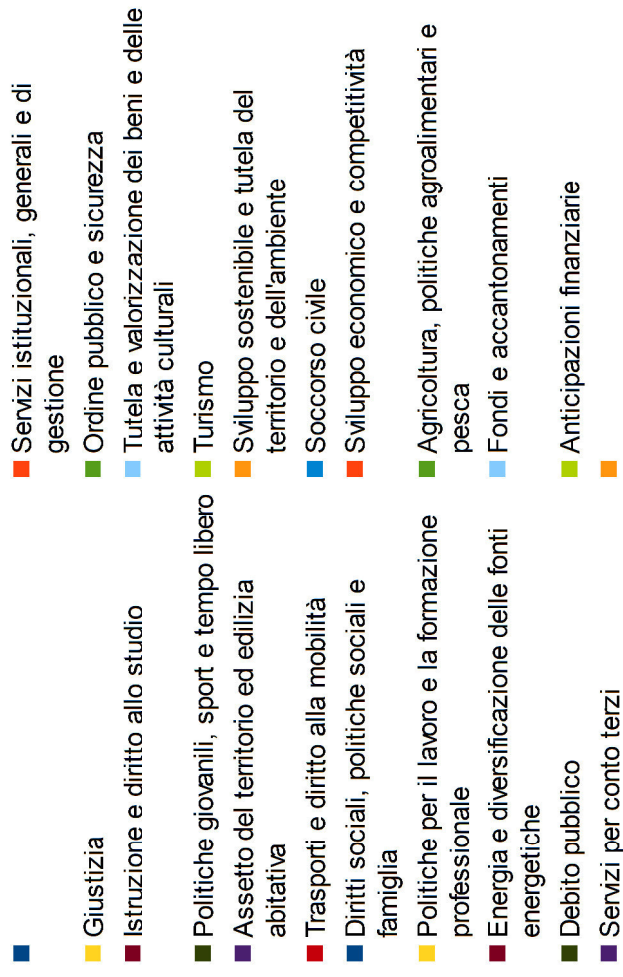 Servizi istituzionali, generali e di
gestione
Giustizia
Ordine pubblico e sicurezza
Istruzione e diritto allo studio
Tutela e valorizzazione dei beni e delle
attività culturali
Politiche giovanili, sport e tempo libero
Turismo
Assetto del territorio ed edilizia
abitativa
Sviluppo sostenibile e tutela del
territorio e dell'ambiente
Trasporti e diritto alla mobilità
Soccorso civile
Diritti sociali, politiche sociali e
famiglia
Sviluppo economico e competitività
Politiche per il lavoro e la formazione
professionale
Agricoltura, politiche agroalimentari e
pesca
Energia e diversificazione delle fonti
energetiche
Fondi e accantonamenti
Debito pubblico
Anticipazioni finanziarie
Servizi per conto terzi